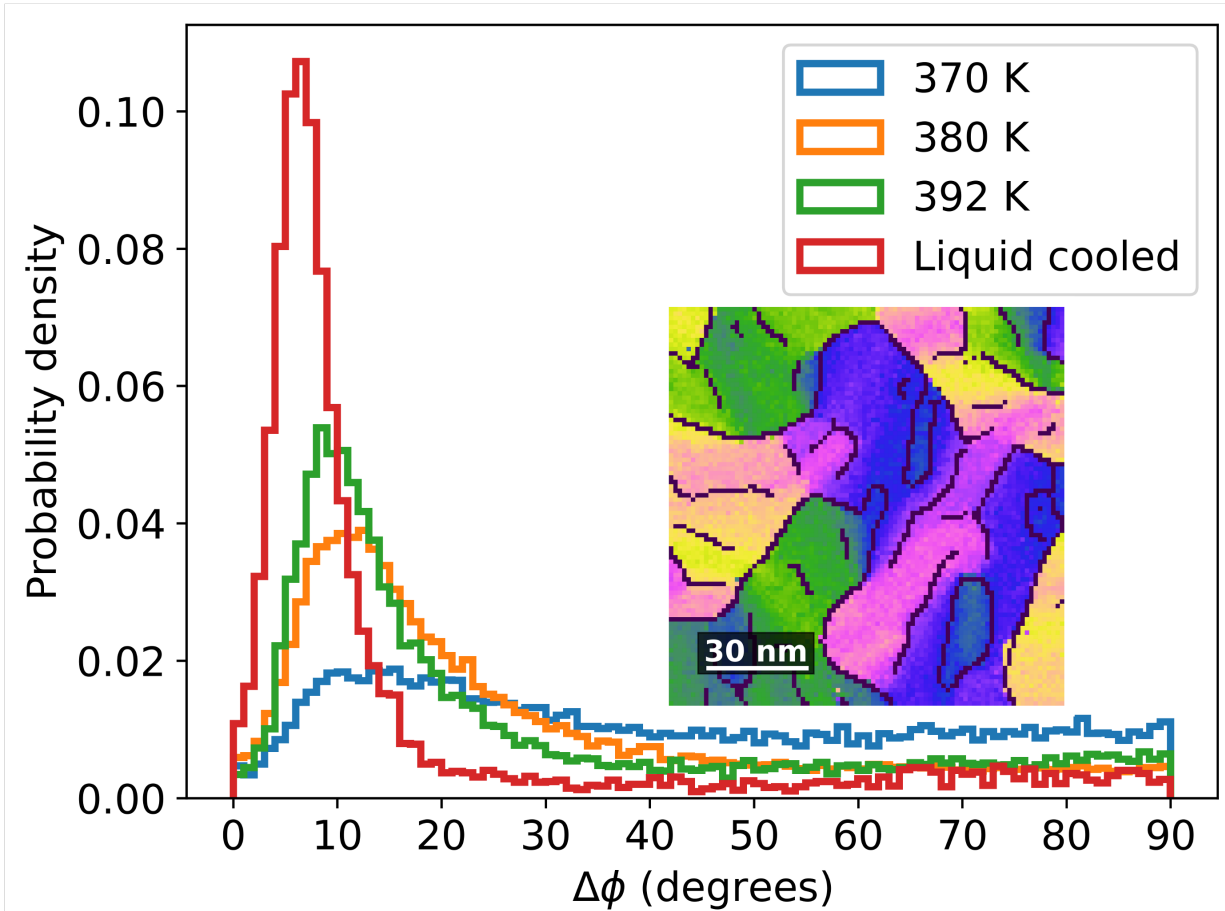 370 K
380 K
392 K
Liquid cooled
Probability density
0.10
0.08
0.06
0.04
0.02
0.00
30 nm
0 10 20 30 40 50 60 70 80 90
Δϕ (degrees)